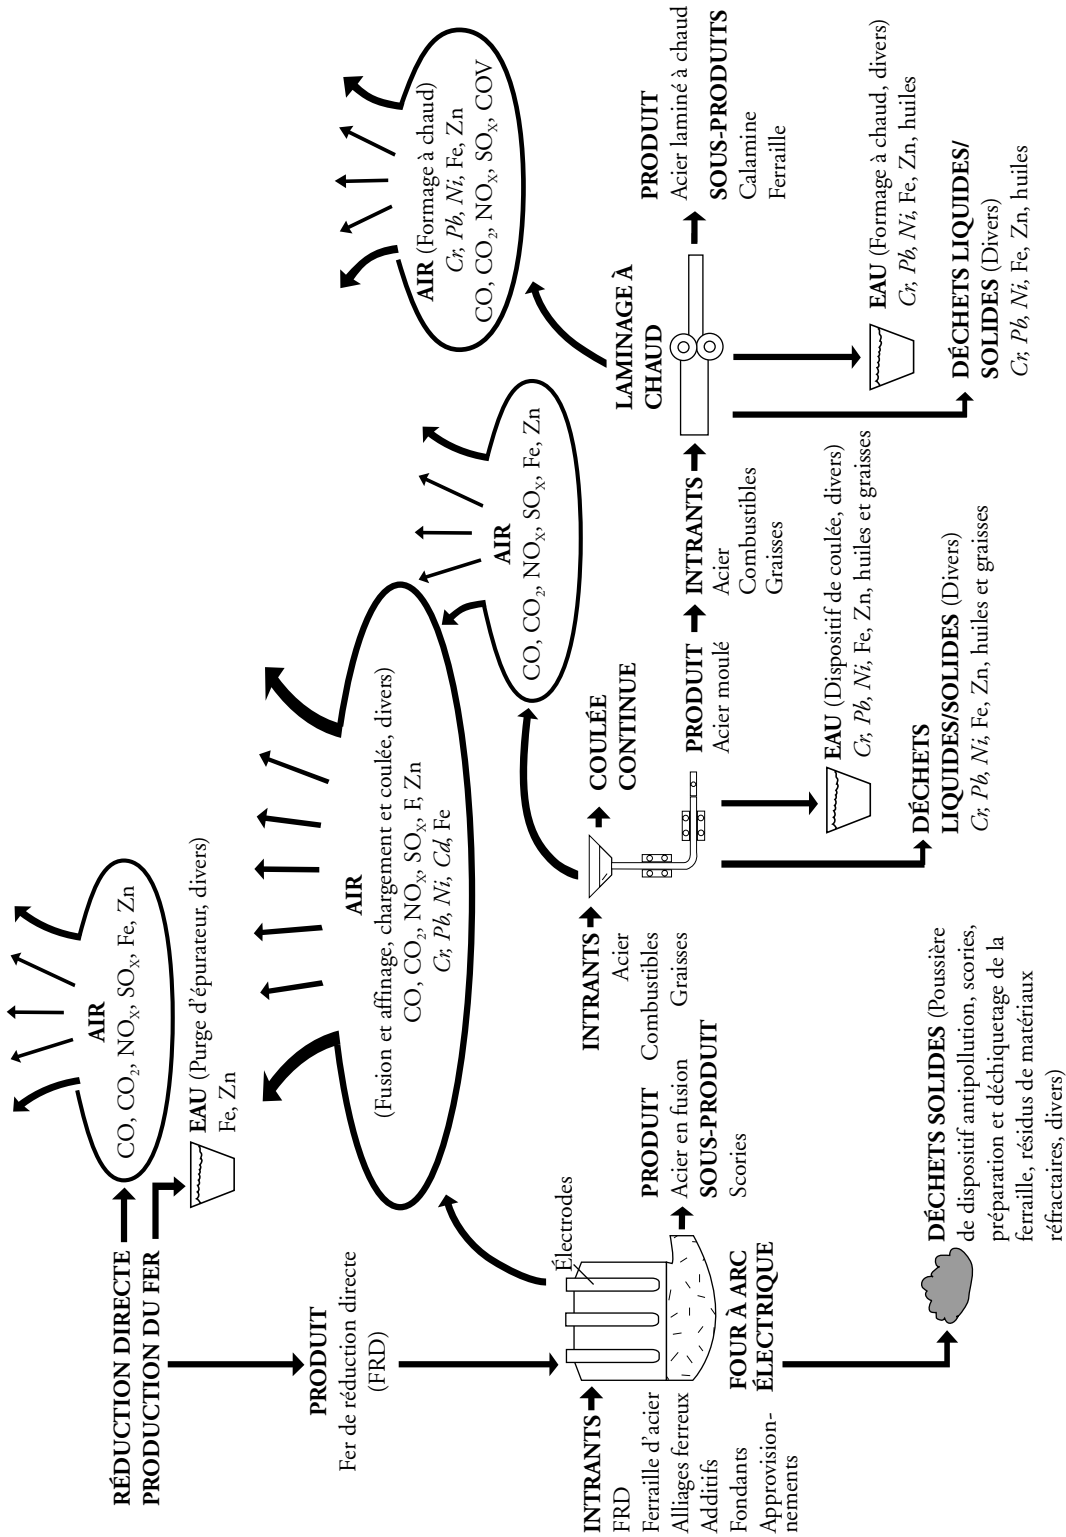 RÉDUCTION DIRECTE
PRODUCTION DU FER
AIR
CO, CO₂, NOₓ, SOₓ, Fe, Zn
EAU (Purge d'épurateur, divers)
Fe, Zn
PRODUIT
Fer de réduction directe
(FRD)
AIR
(Fusion et affinage, chargement et coulée, divers)
CO, CO₂, NOₓ, SOₓ, F, Zn
Cr, Pb, Ni, Cd, Fe
INTRANTS
FRD
Ferraille d'acier
Alliages ferreux
Additifs
Fondants
Approvision-
nements
Électrodes
FOUR À ARC
ÉLECTRIQUE
PRODUIT
Acier en fusion
SOUS-PRODUIT
Scories
DÉCHETS SOLIDES (Poussière
de dispositif antipollution, scories,
préparation et déchiquetage de la
ferraille, résidus de matériaux
réfractaires, divers)
INTRANTS
Acier
Combustibles
Graisses
COULÉE
CONTINUE
AIR
CO, CO₂, NOₓ, SOₓ, Fe, Zn
PRODUIT
Acier moulé
EAU (Dispositif de coulée, divers)
Cr, Pb, Ni, Fe, Zn, huiles et graisses
DÉCHETS
LIQUIDES/SOLIDES (Divers)
Cr, Pb, Ni, Fe, Zn, huiles et graisses
INTRANTS
Acier
Combustibles
Graisses
LAMINAGE À
CHAUD
AIR (Formage à chaud)
Cr, Pb, Ni, Fe, Zn
CO, CO₂, NOₓ, SOₓ, COV
PRODUIT
Acier laminé à chaud
SOUS-PRODUITS
Calamine
Ferraille
EAU (Formage à chaud, divers)
Cr, Pb, Ni, Fe, Zn, huiles
DÉCHETS LIQUIDES/
SOLIDES (Divers)
Cr, Pb, Ni, Fe, Zn, huiles